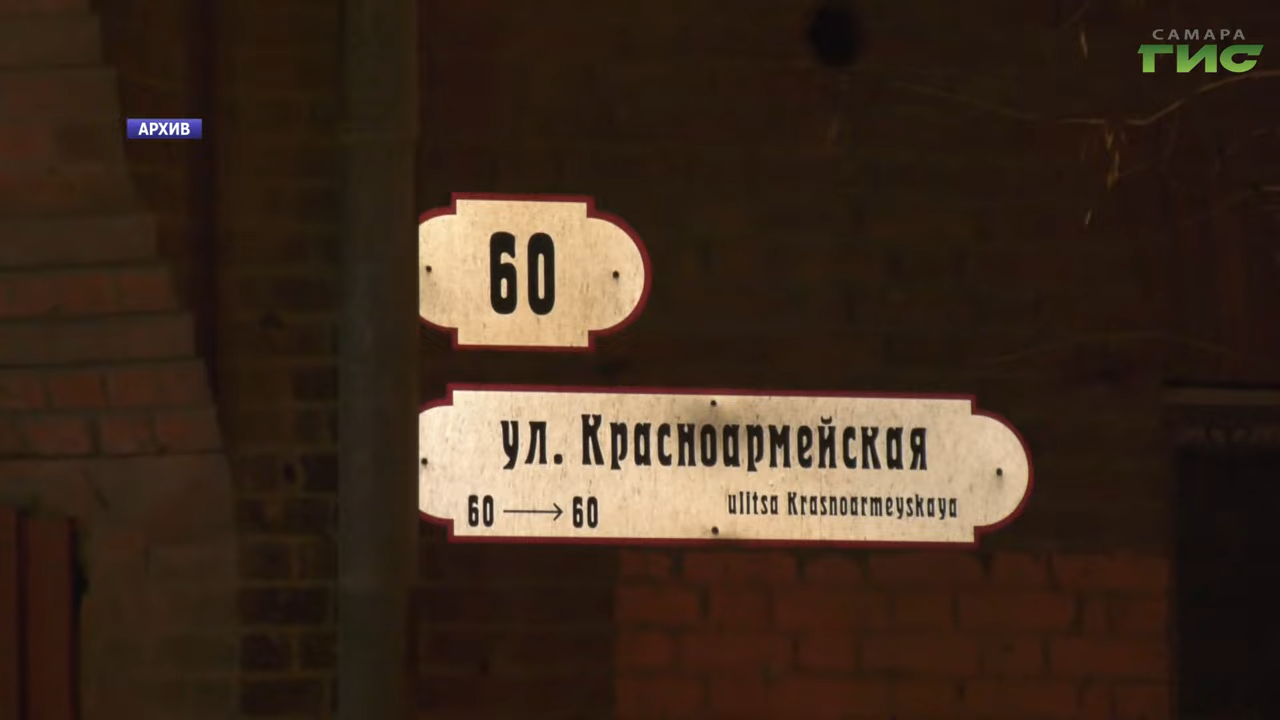 САМАРА
ГИС
АРХИВ
60
ул. Красноармейская
60 → 60
ulitsa Krasnoarmeyskaya